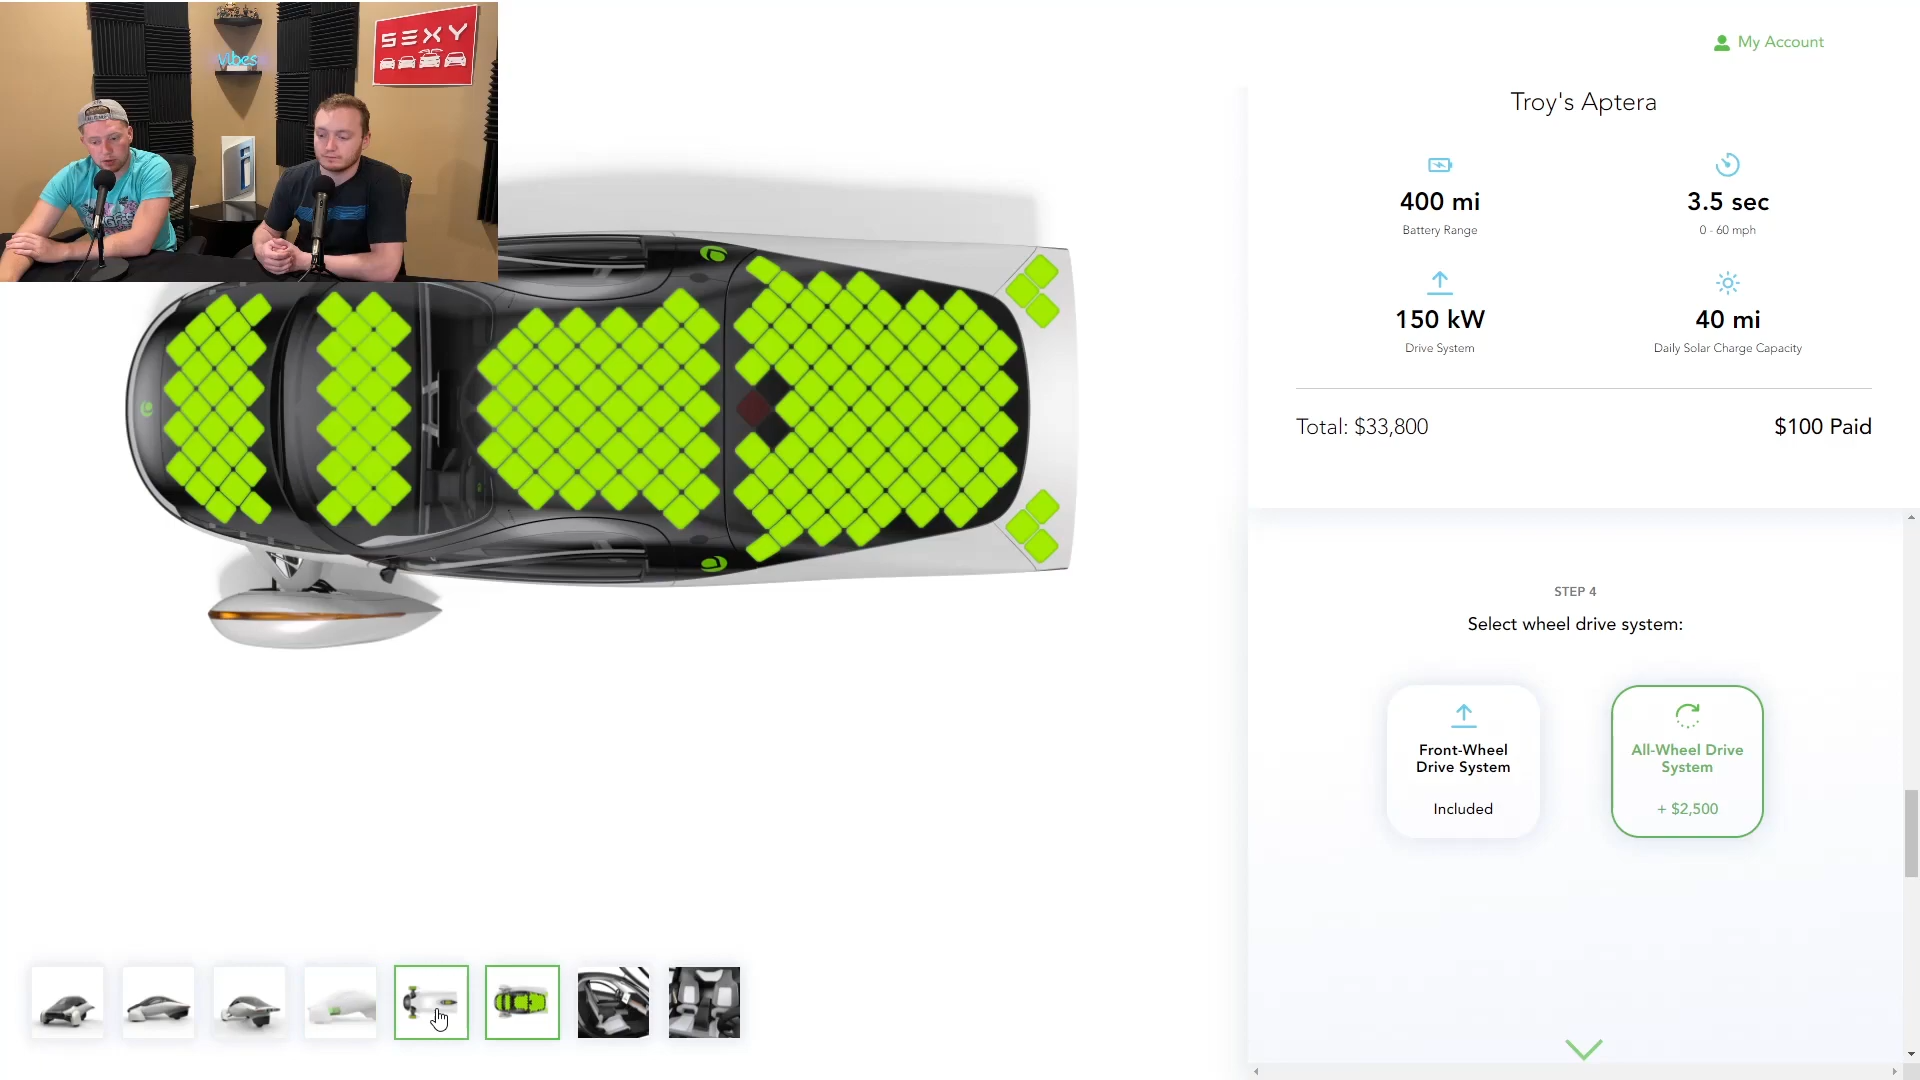 SEXY
Vibes
My Account
Troy's Aptera
400 mi
Battery Range
3.5 sec
0 - 60 mph
150 kW
Drive System
40 mi
Daily Solar Charge Capacity
Total: $33,800
$100 Paid
STEP 4
Select wheel drive system:
Front-Wheel
Drive System
Included
All-Wheel Drive
System
+ $2,500